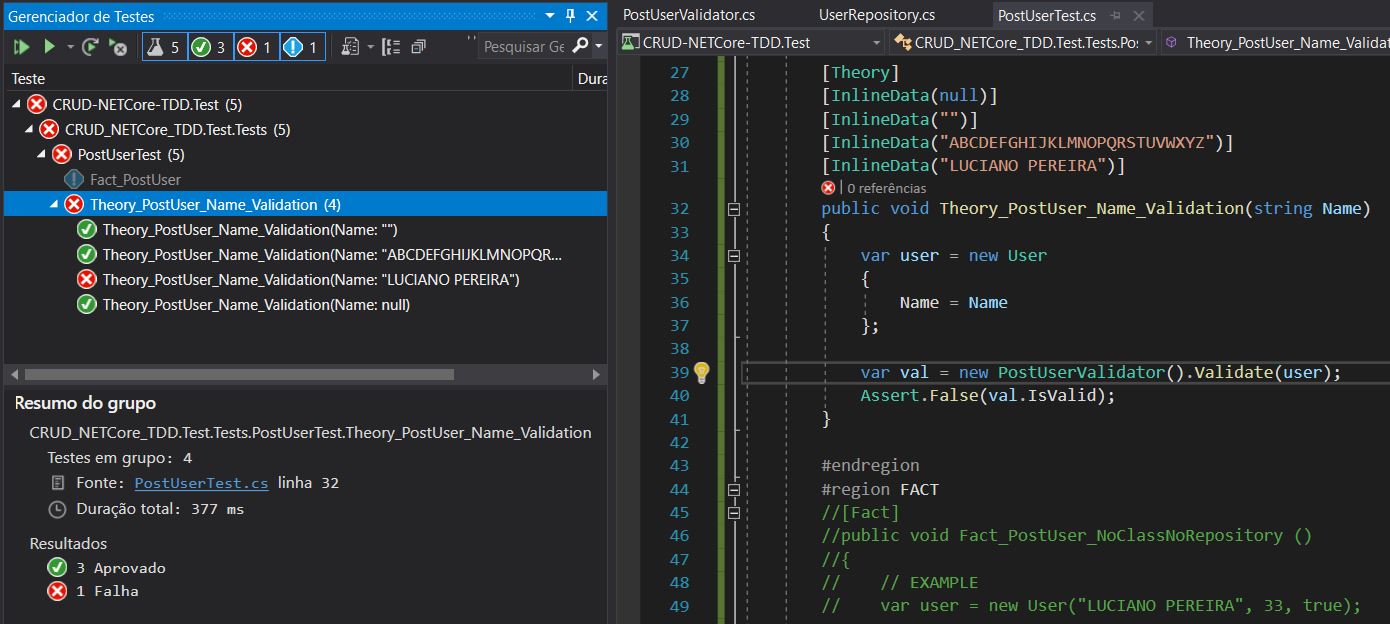 Gerenciador de Testes
5 3 1 1
Pesquisar Ge
Teste
Dura
CRUD-NETCore-TDD.Test (5)
CRUD_NETCore_TDD.Test.Tests (5)
PostUserTest (5)
Fact_PostUser
Theory_PostUser_Name_Validation (4)
Theory_PostUser_Name_Validation(Name: "")
Theory_PostUser_Name_Validation(Name: "ABCDEFGHIJKLMNOPQR...
Theory_PostUser_Name_Validation(Name: "LUCIANO PEREIRA")
Theory_PostUser_Name_Validation(Name: null)
Resumo do grupo
CRUD_NETCore_TDD.Test.Tests.PostUserTest.Theory_PostUser_Name_Validation
Testes em grupo: 4
Fonte: PostUserTest.cs linha 32
Duração total: 377 ms
Resultados
3 Aprovado
1 Falha
PostUserValidator.cs UserRepository.cs PostUserTest.cs
CRUD-NETCore-TDD.Test CRUD_NETCore_TDD.Test.Tests.Pos Theory_PostUser_Name_Validat
27 [Theory]
28 [InlineData(null)]
29 [InlineData("")]
30 [InlineData("ABCDEFGHIJKLMNOPQRSTUVWXYZ")]
31 [InlineData("LUCIANO PEREIRA")]
0 referências
32 public void Theory_PostUser_Name_Validation(string Name)
33 {
34 var user = new User
35 {
36 Name = Name
37 };
38
39 var val = new PostUserValidator().Validate(user);
40 Assert.False(val.IsValid);
41 }
42
43 #endregion
44 #region FACT
45 //[Fact]
46 //public void Fact_PostUser_NoClassNoRepository ()
47 //{
48 // // EXAMPLE
49 // var user = new User("LUCIANO PEREIRA", 33, true);